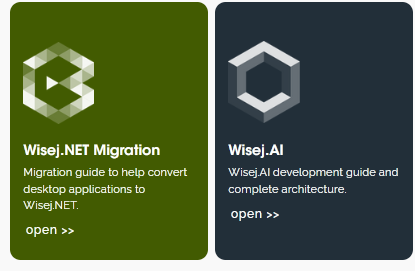 Wisej.NET Migration
Migration guide to help convert
desktop applications to
Wisej.NET.
open >>
Wisej.AI
Wisej.AI development guide and
complete architecture.
open >>